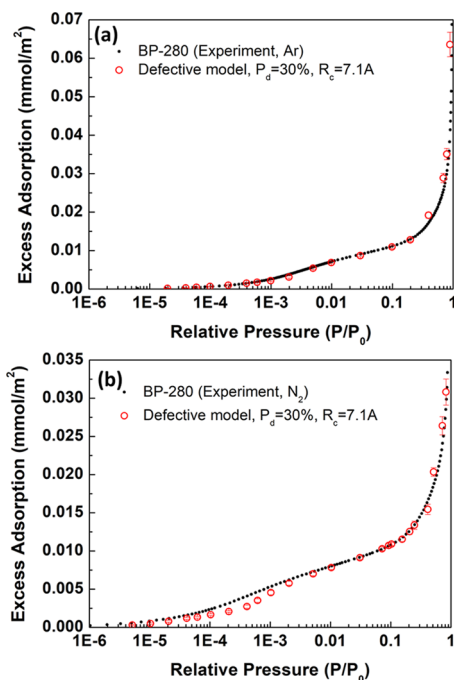 (a)
BP-280 (Experiment, Ar)
Defective model, P_d=30%, R_c=7.1A
Excess Adsorption (mmol/m²)
0.07
0.06
0.05
0.04
0.03
0.02
0.01
0.00
1E-6 1E-5 1E-4 1E-3 0.01 0.1 1
Relative Pressure (P/P₀)
(b)
BP-280 (Experiment, N₂)
Defective model, P_d=30%, R_c=7.1A
Excess Adsorption (mmol/m²)
0.035
0.030
0.025
0.020
0.015
0.010
0.005
0.000
1E-6 1E-5 1E-4 1E-3 0.01 0.1 1
Relative Pressure (P/P₀)